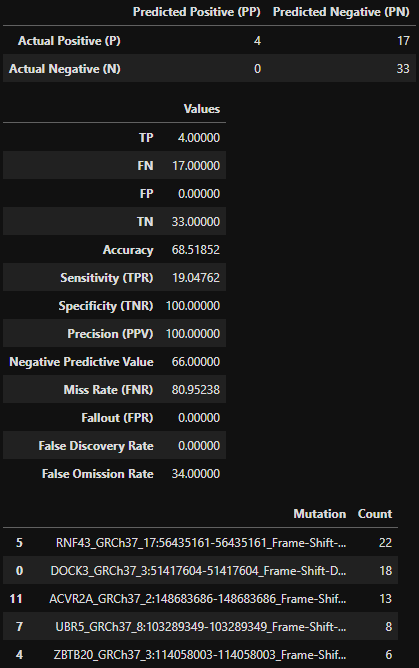 Predicted Positive (PP) Predicted Negative (PN)
Actual Positive (P) 4 17
Actual Negative (N) 0 33
Values
TP 4.00000
FN 17.00000
FP 0.00000
TN 33.00000
Accuracy 68.51852
Sensitivity (TPR) 19.04762
Specificity (TNR) 100.00000
Precision (PPV) 100.00000
Negative Predictive Value 66.00000
Miss Rate (FNR) 80.95238
Fallout (FPR) 0.00000
False Discovery Rate 0.00000
False Omission Rate 34.00000
Mutation Count
5 RNF43_GRCh37_17:56435161-56435161_Frame-Shift-... 22
0 DOCK3_GRCh37_3:51417604-51417604_Frame-Shift-D... 18
11 ACVR2A_GRCh37_2:148683686-148683686_Frame-Shif... 13
7 UBR5_GRCh37_8:103289349-103289349_Frame-Shif... 8
4 ZBTB20_GRCh37_3:114058003-114058003_Frame-Shif... 6